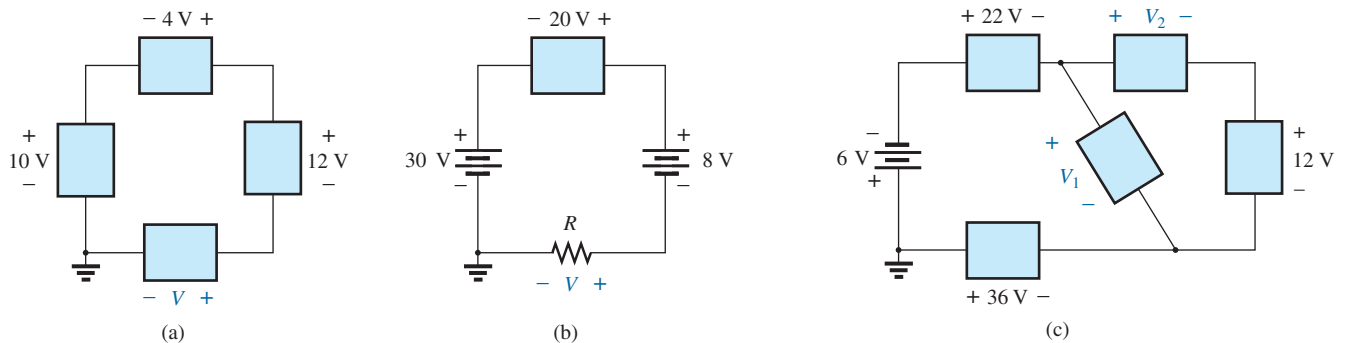 − 4 V +
+
10 V
−
+
12 V
−
− V +
(a)
− 20 V +
+
30 V
−
+
8 V
−
R
− V +
(b)
+ 22 V −
+ V₂ −
−
6 V
+
+
V₁
−
+
12 V
−
+ 36 V −
(c)